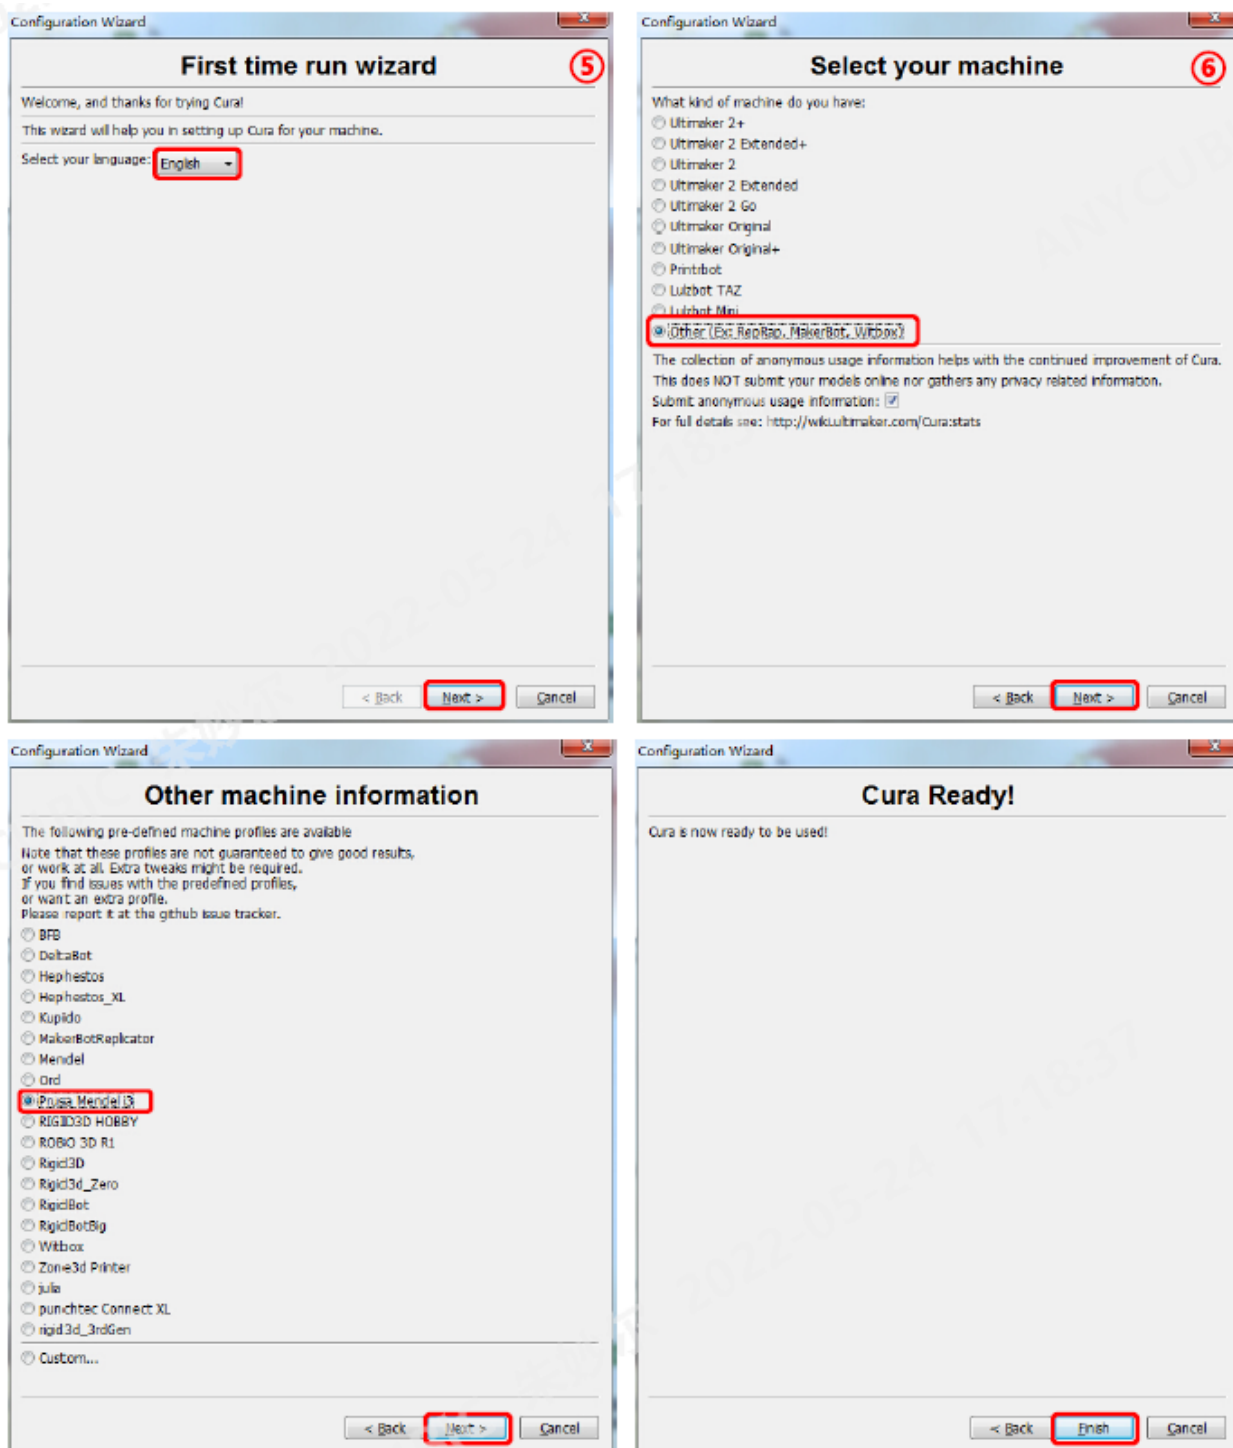 Configuration Wizard
First time run wizard
⑤
Welcome, and thanks for trying Cura!
This wizard will help you in setting up Cura for your machine.
Select your language: English
< Back Next > Cancel
Configuration Wizard
Select your machine
⑥
What kind of machine do you have:
Ultimaker 2+
Ultimaker 2 Extended+
Ultimaker 2
Ultimaker 2 Extended
Ultimaker 2 Go
Ultimaker Original
Ultimaker Original+
Printrbot
Lulzbot TAZ
Lulzbot Mini
Other (Ex: RepRap, MakerBot, Witbox)
The collection of anonymous usage information helps with the continued improvement of Cura.
This does NOT submit your models online nor gathers any privacy related information.
Submit anonymous usage information:
For full details see: http://wiki.ultimaker.com/Cura:stats
< Back Next > Cancel
Configuration Wizard
Other machine information
The following pre-defined machine profiles are available
Note that these profiles are not guaranteed to give good results,
or work at all. Extra tweaks might be required.
If you find issues with the predefined profiles,
or want an extra profile.
Please report it at the github issue tracker.
BFB
DeltaBot
Hephestos
Hephestos_XL
Kupido
MakerBotReplicator
Mendel
Ord
Prusa Mendel i3
RIGID3D HOBBY
ROBO 3D R1
Rigid3D
Rigid3d_Zero
RigidBot
RigidBotBig
Witbox
Zone3d Printer
julia
punchtec Connect XL
rigid3d_3rdGen
Custom...
< Back Next > Cancel
Configuration Wizard
Cura Ready!
Cura is now ready to be used!
< Back Finish Cancel
2022-05-24 17:18:37